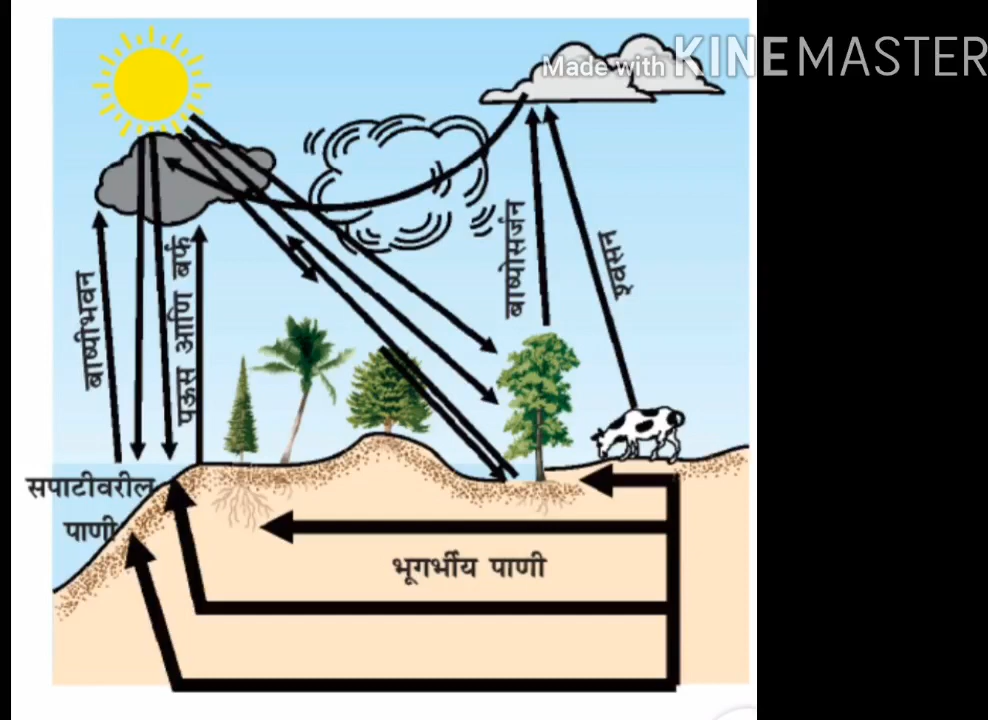 Made with KINEMASTER
बाष्पीभवन
पाऊस आणि बर्फ
बाष्पोसर्जन
श्वसन
सपाटीवरील
पाणी
भूगर्भीय पाणी